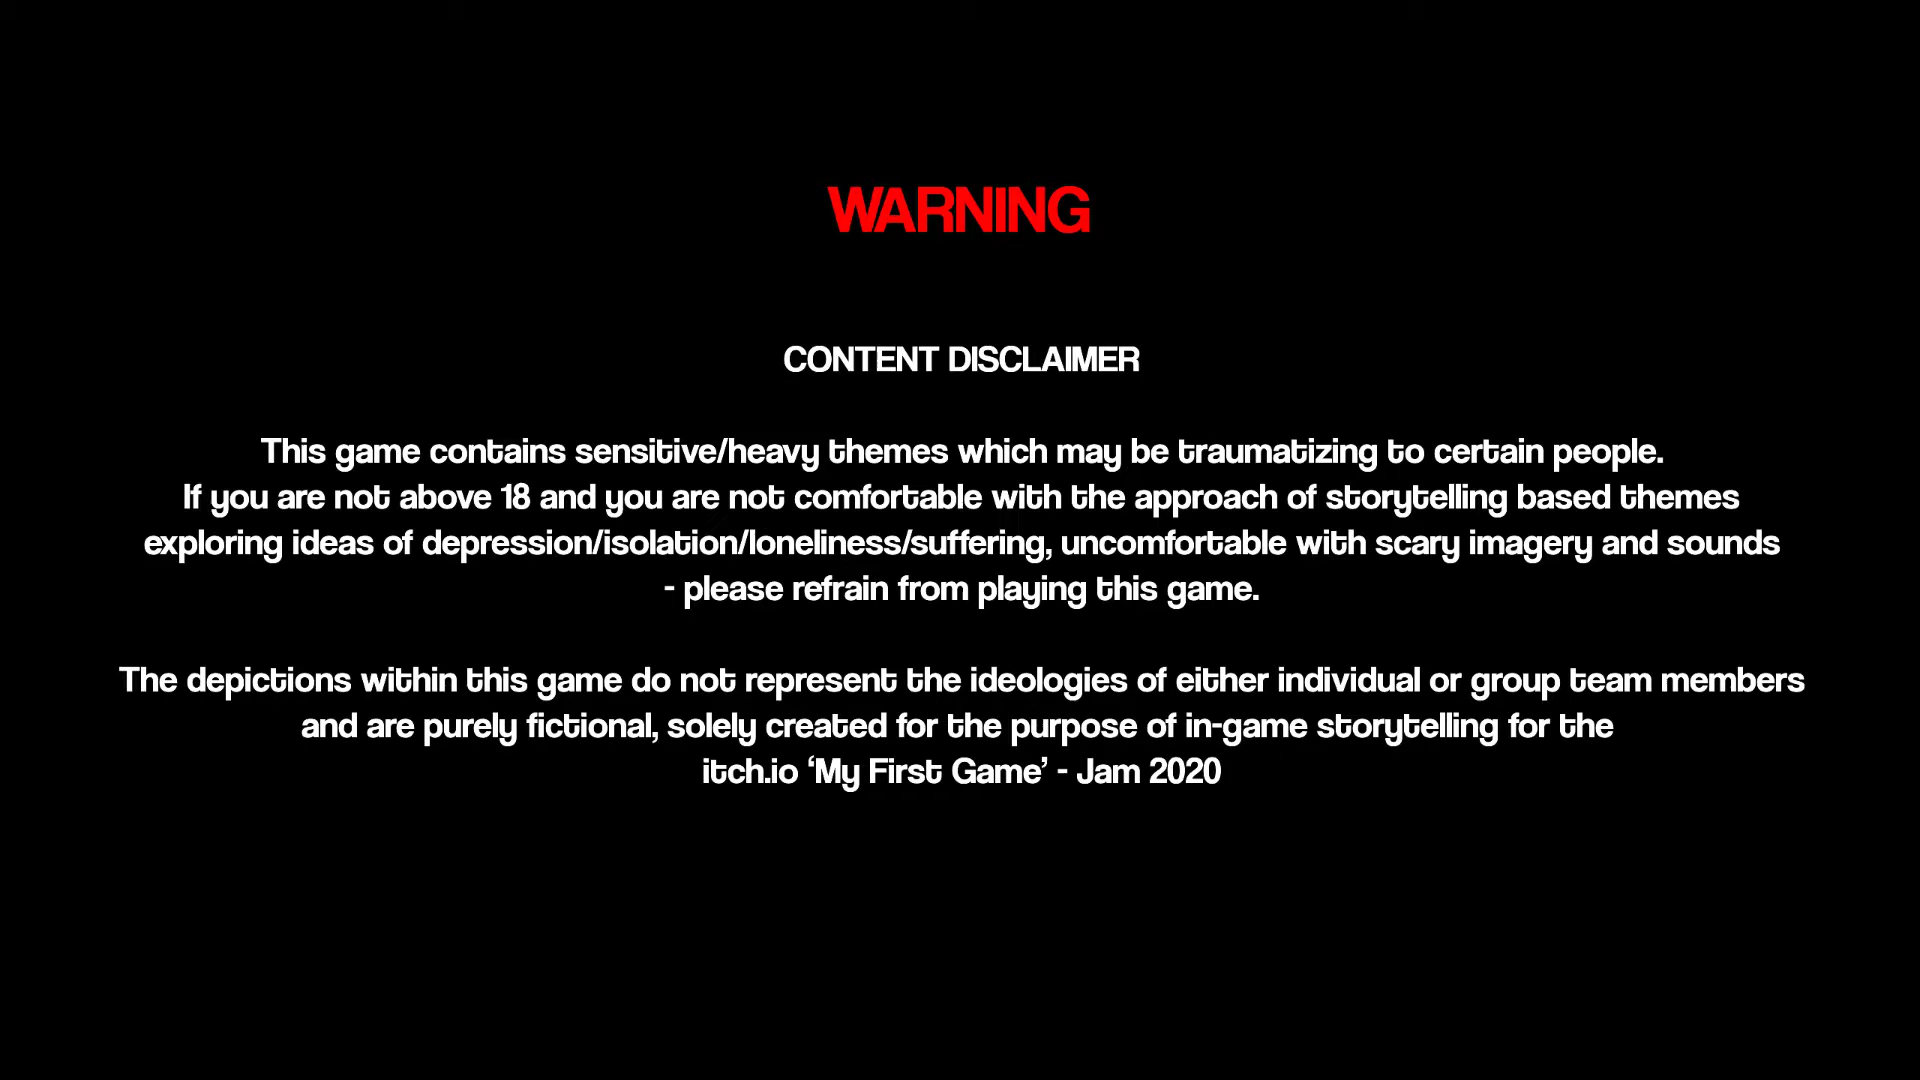 WARNING
CONTENT DISCLAIMER
This game contains sensitive/heavy themes which may be traumatizing to certain people.
If you are not above 18 and you are not comfortable with the approach of storytelling based themes
exploring ideas of depression/isolation/loneliness/suffering, uncomfortable with scary imagery and sounds
- please refrain from playing this game.
The depictions within this game do not represent the ideologies of either individual or group team members
and are purely fictional, solely created for the purpose of in-game storytelling for the
itch.io ‘My First Game’ - Jam 2020